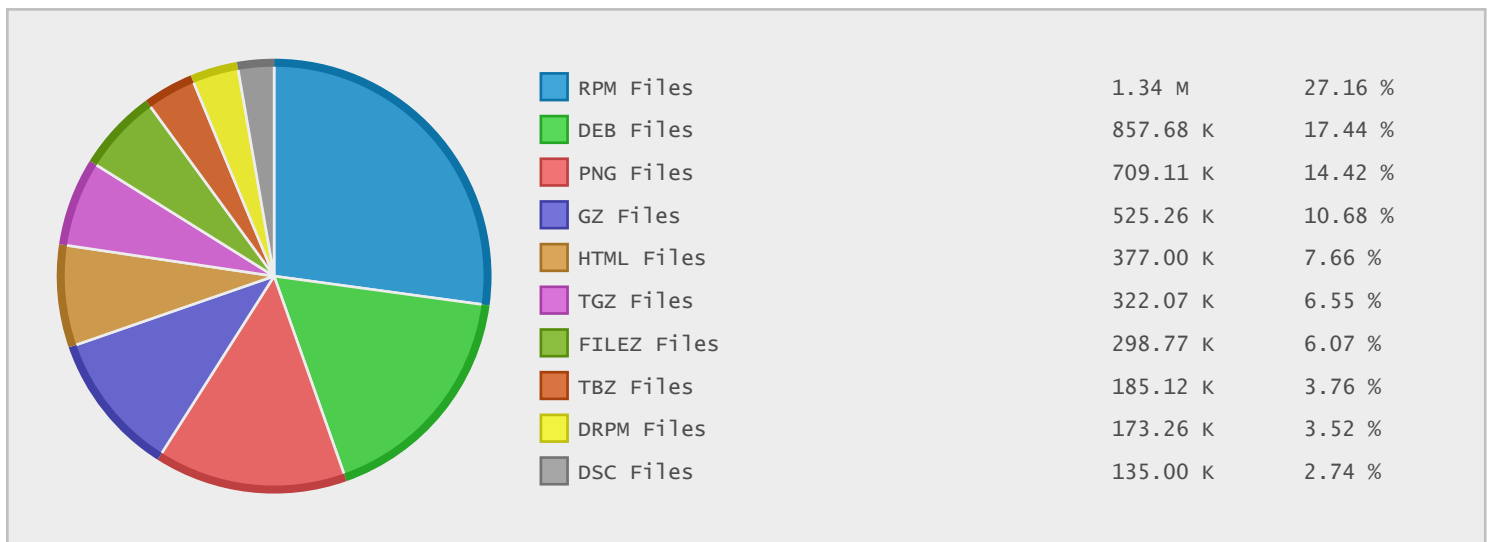 RPM Files 1.34 M 27.16 %
DEB Files 857.68 K 17.44 %
PNG Files 709.11 K 14.42 %
GZ Files 525.26 K 10.68 %
HTML Files 377.00 K 7.66 %
TGZ Files 322.07 K 6.55 %
FILEZ Files 298.77 K 6.07 %
TBZ Files 185.12 K 3.76 %
DRPM Files 173.26 K 3.52 %
DSC Files 135.00 K 2.74 %